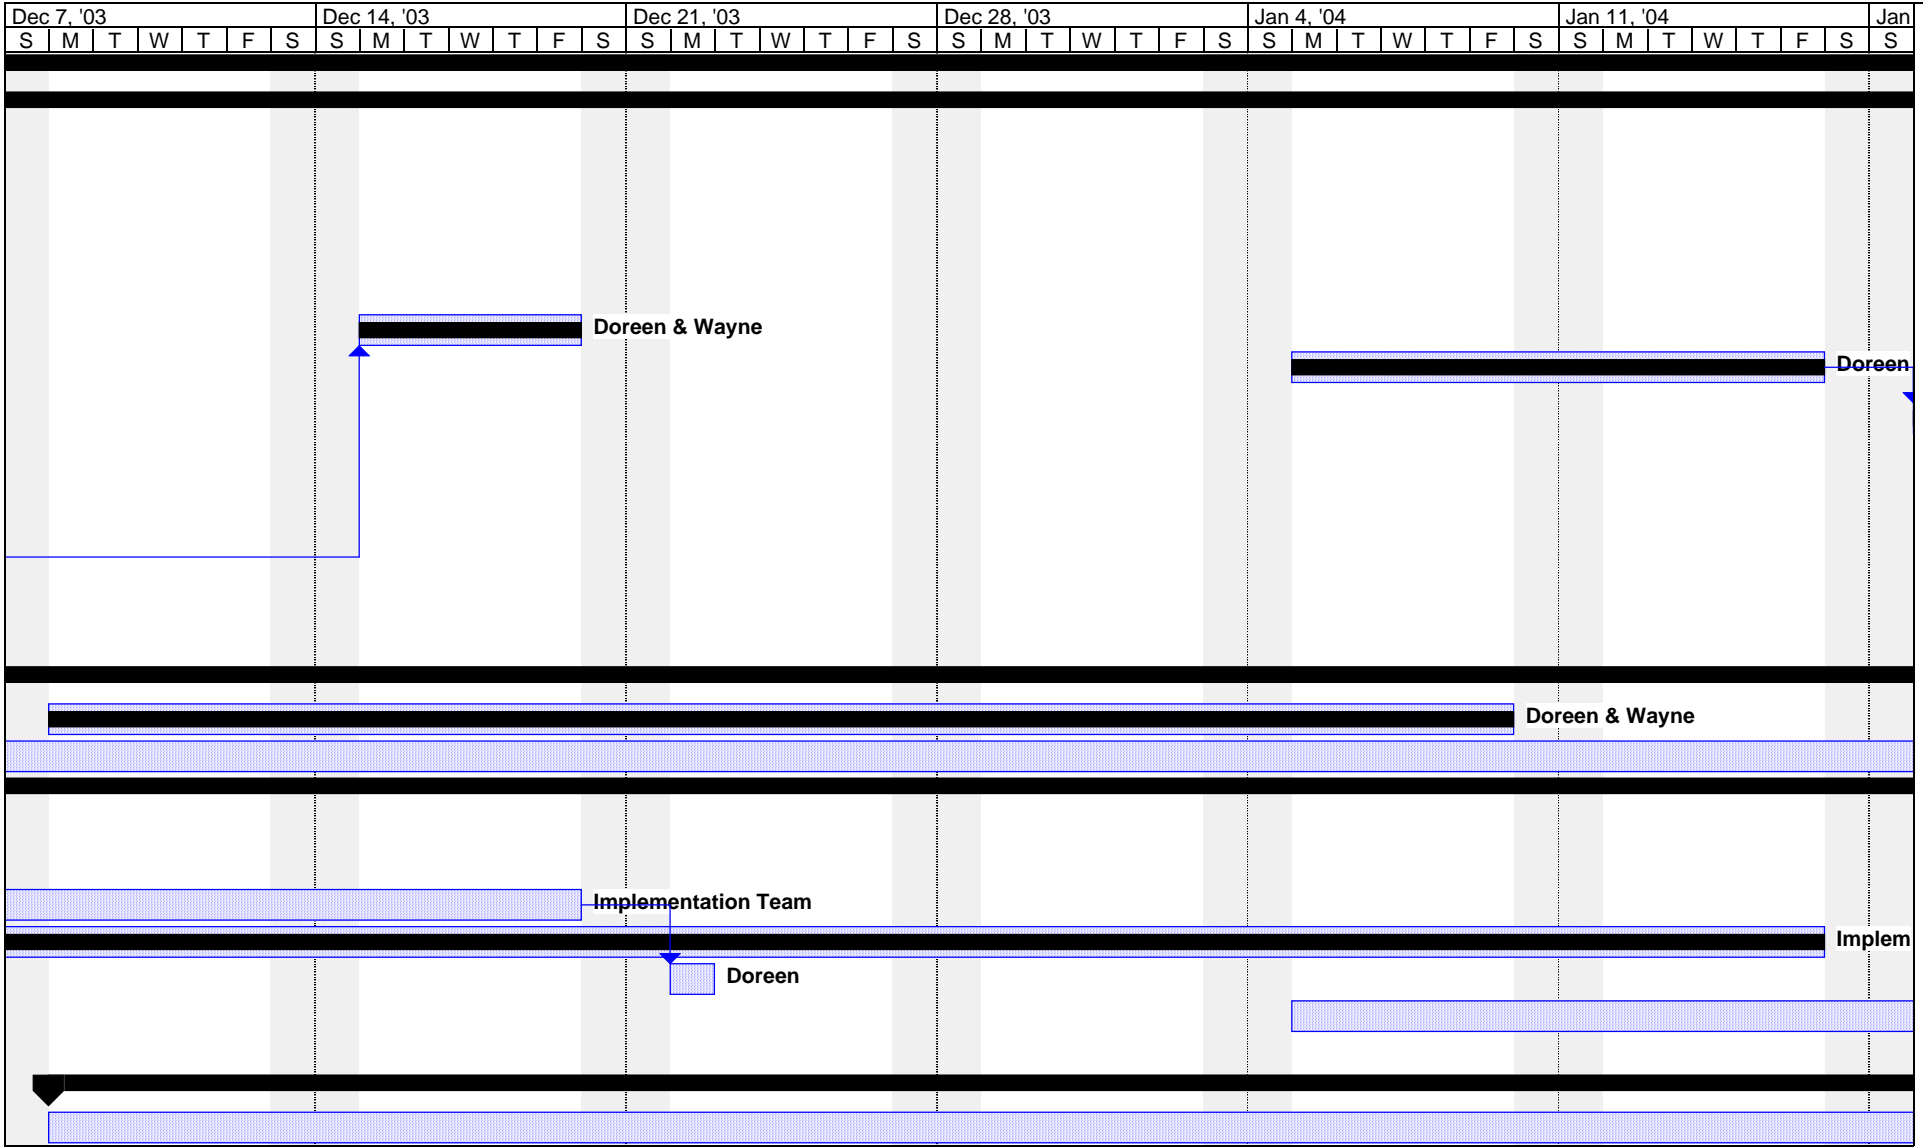 Dec 7, '03 Dec 14, '03 Dec 21, '03 Dec 28, '03 Jan 4, '04 Jan 11, '04 Jan
S M T W T F S S M T W T F S S M T W T F S S M T W T F S S M T W T F S S M T W T F S S
Doreen & Wayne
Doreen
Doreen & Wayne
Implementation Team
Implem
Doreen